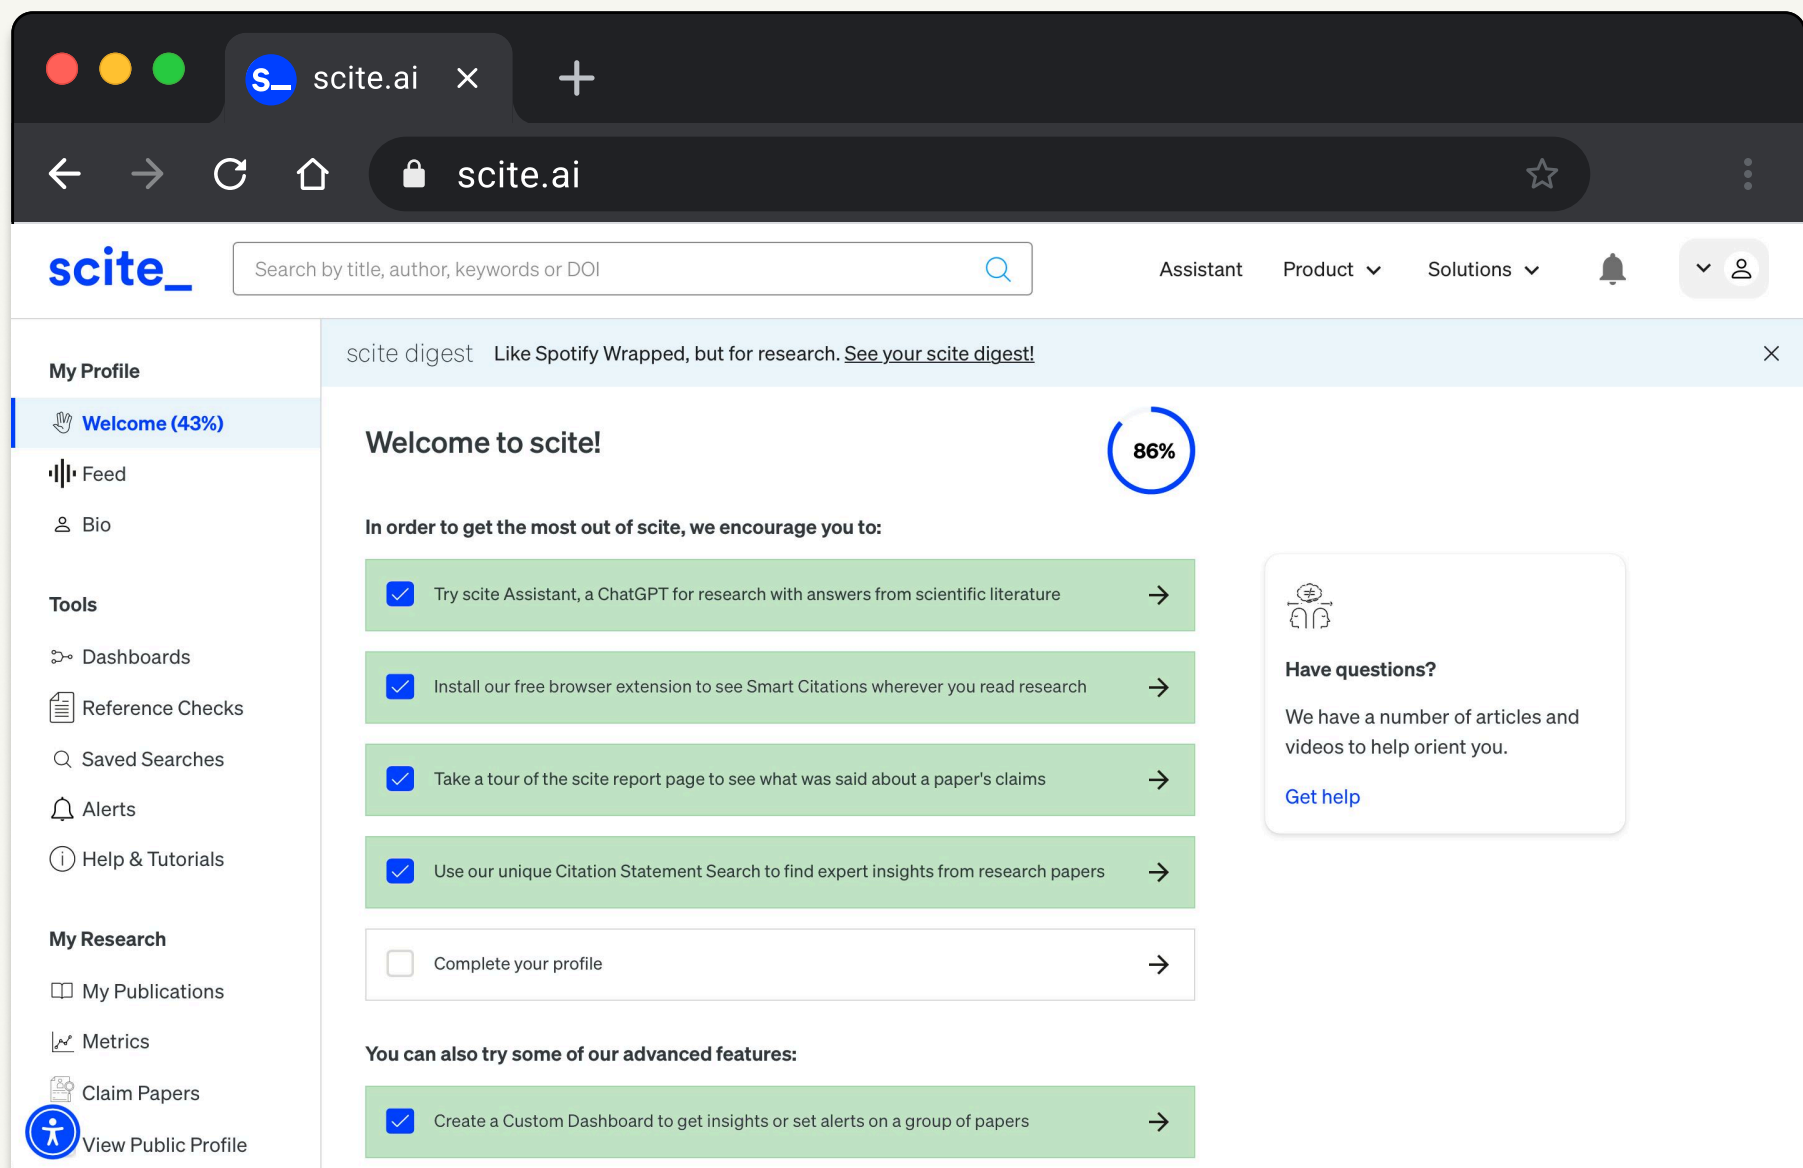 S_ scite.ai
scite.ai
scite_
Search by title, author, keywords or DOI
Assistant
Product
Solutions
My Profile
Welcome (43%)
Feed
Bio
Tools
Dashboards
Reference Checks
Saved Searches
Alerts
Help & Tutorials
My Research
My Publications
Metrics
Claim Papers
View Public Profile
scite digest Like Spotify Wrapped, but for research. See your scite digest!
Welcome to scite!
86%
In order to get the most out of scite, we encourage you to:
Try scite Assistant, a ChatGPT for research with answers from scientific literature
Install our free browser extension to see Smart Citations wherever you read research
Take a tour of the scite report page to see what was said about a paper's claims
Use our unique Citation Statement Search to find expert insights from research papers
Complete your profile
You can also try some of our advanced features:
Create a Custom Dashboard to get insights or set alerts on a group of papers
Have questions?
We have a number of articles and
videos to help orient you.
Get help